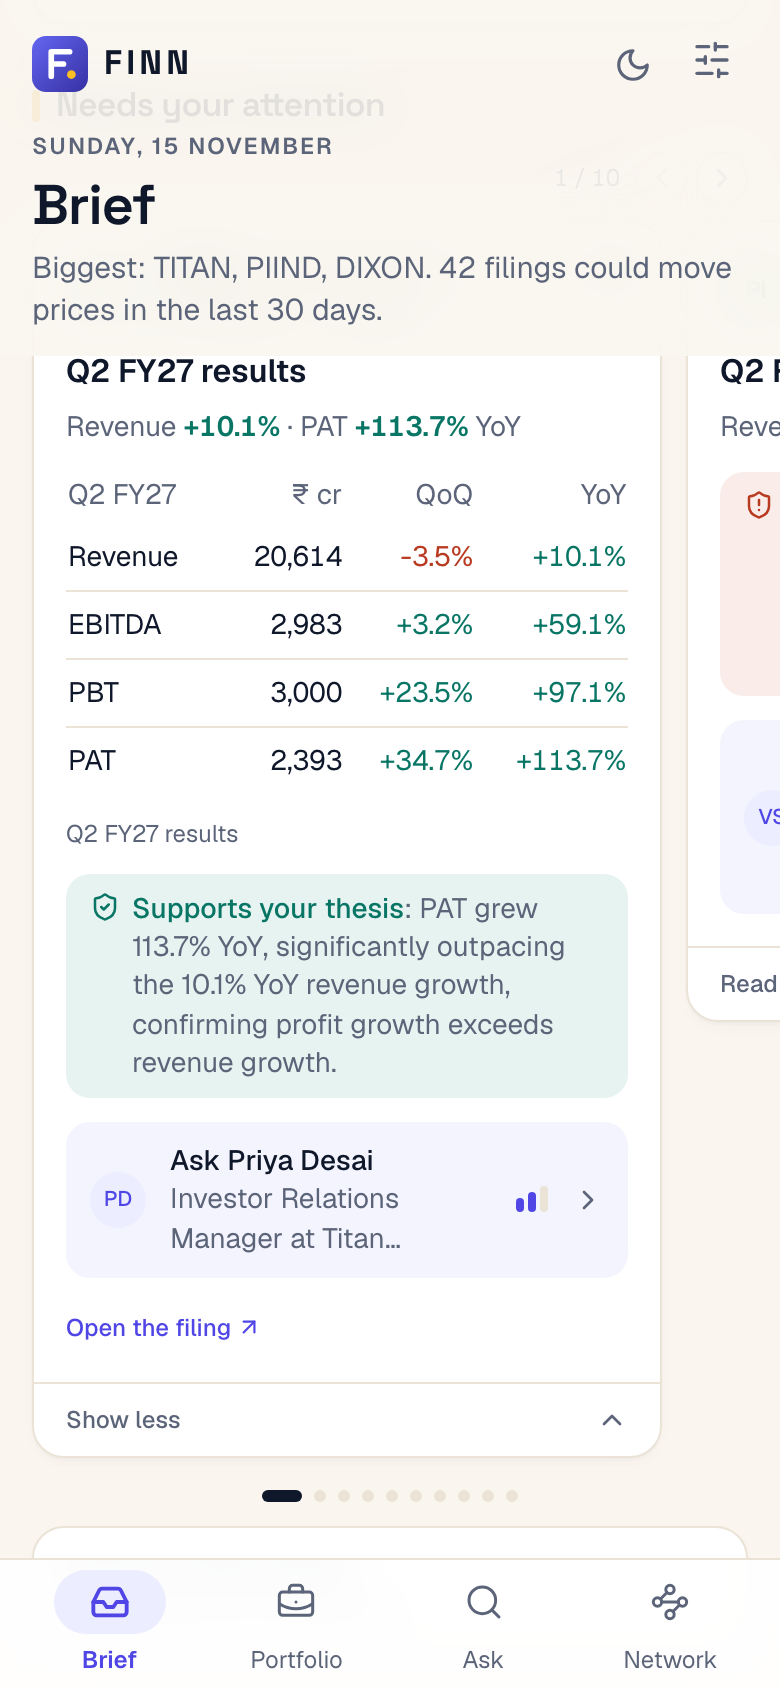 F. FINN
Needs your attention
SUNDAY, 15 NOVEMBER
1 / 10
Brief
Biggest: TITAN, PIIND, DIXON. 42 filings could move
prices in the last 30 days.
PI
Q2 FY27 results
Revenue +10.1% · PAT +113.7% YoY
Q2 FY27 ₹ cr QoQ YoY
Revenue 20,614 -3.5% +10.1%
EBITDA 2,983 +3.2% +59.1%
PBT 3,000 +23.5% +97.1%
PAT 2,393 +34.7% +113.7%
Q2 FY27 results
Supports your thesis: PAT grew
113.7% YoY, significantly outpacing
the 10.1% YoY revenue growth,
confirming profit growth exceeds
revenue growth.
PD
Ask Priya Desai
Investor Relations
Manager at Titan...
Open the filing
Show less
Q2 F
Reve
VS
Read
Brief
Portfolio
Ask
Network